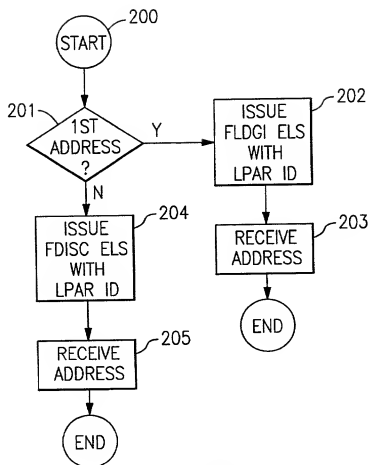 200
START
201
1ST
ADDRESS
?
Y
N
202
ISSUE
FLDGI ELS
WITH
LPAR ID
203
RECEIVE
ADDRESS
END
204
ISSUE
FDISC ELS
WITH
LPAR ID
205
RECEIVE
ADDRESS
END